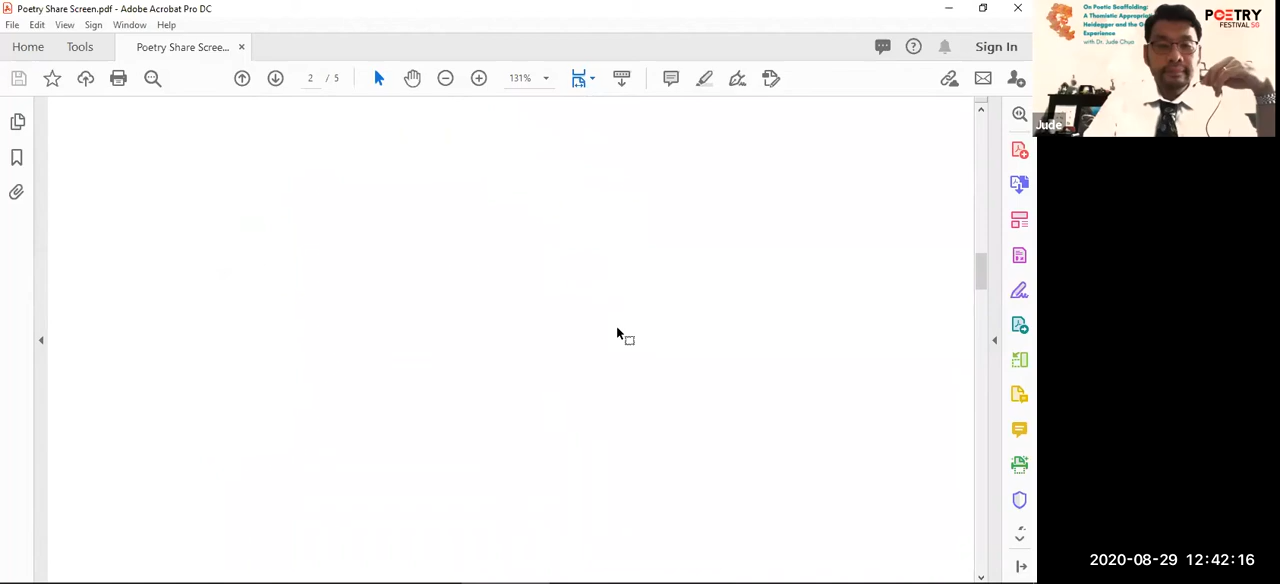 Poetry Share Screen.pdf - Adobe Acrobat Pro DC
File Edit View Sign Window Help
Home Tools Poetry Share Scree... × Sign In
2 / 5 131%
On Poetic Scaffolding:
A Thomistic Appropria
Heidegger and the
Experience
with Dr. Jude Chua
POETRY
FESTIVAL SG
Jude
2020-08-29 12:42:16